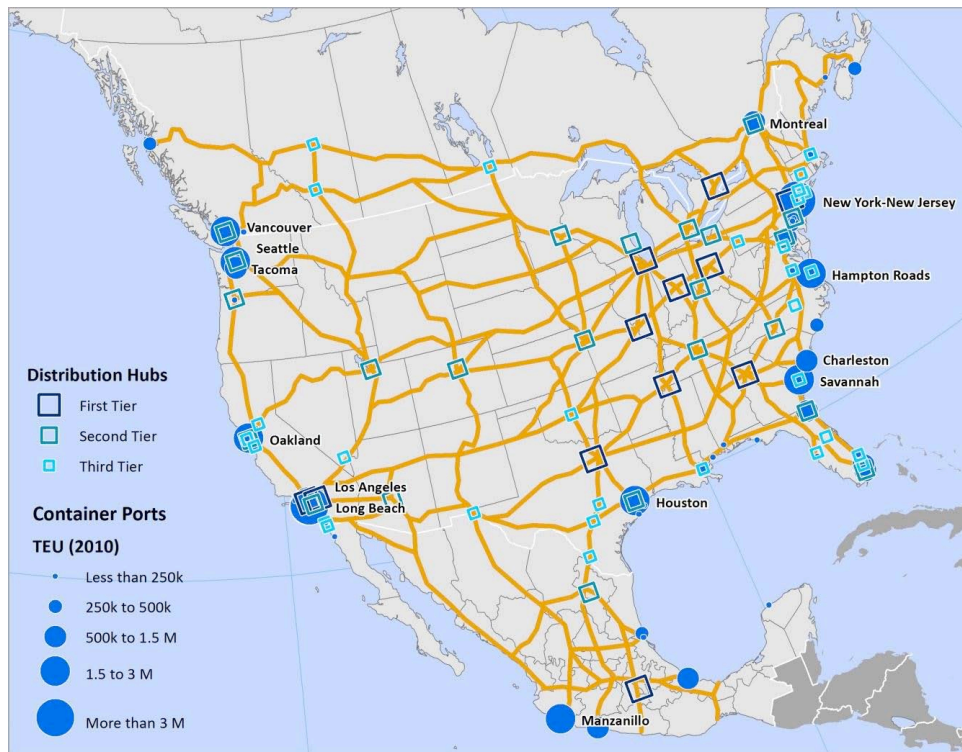 Montreal
New York-New Jersey
Vancouver
Seattle
Tacoma
Hampton Roads
Charleston
Savannah
Distribution Hubs
First Tier
Second Tier
Third Tier
Oakland
Los Angeles
Long Beach
Houston
Container Ports
TEU (2010)
Less than 250k
250k to 500k
500k to 1.5 M
1.5 to 3 M
More than 3 M
Manzanillo